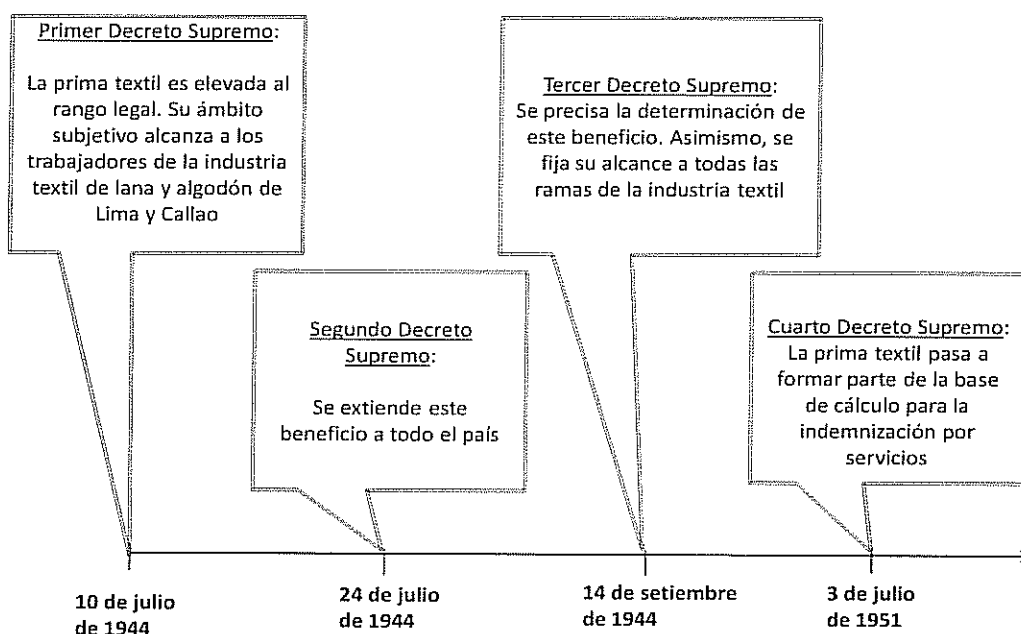 Primer Decreto Supremo:
La prima textil es elevada al
rango legal. Su ámbito
subjetivo alcanza a los
trabajadores de la industria
textil de lana y algodón de
Lima y Callao
Segundo Decreto
Supremo:
Se extiende este
beneficio a todo el país
Tercer Decreto Supremo:
Se precisa la determinación de
este beneficio. Asimismo, se
fija su alcance a todas las
ramas de la industria textil
Cuarto Decreto Supremo:
La prima textil pasa a
formar parte de la base
de cálculo para la
indemnización por
servicios
10 de julio
de 1944
24 de julio
de 1944
14 de setiembre
de 1944
3 de julio
de 1951